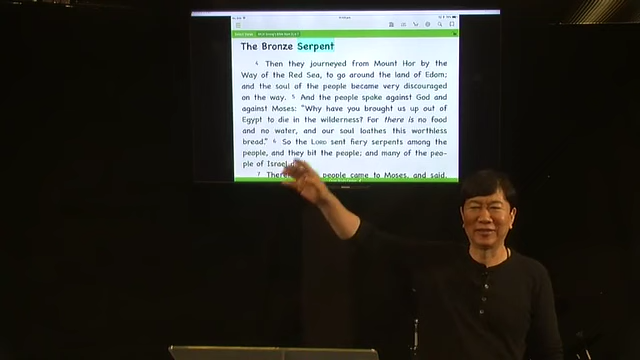 The Bronze Serpent
4 Then they journeyed from Mount Hor by the
Way of the Red Sea, to go around the land of Edom;
and the soul of the people became very discouraged
on the way. 5 And the people spoke against God and
against Moses: "Why have you brought us up out of
Egypt to die in the wilderness? For there is no food
and no water, and our soul loathes this worthless
bread." 6 So the LORD sent fiery serpents among the
people, and they bit the people; and many of the peo-
ple of Israel
7 people came to Moses, and said,